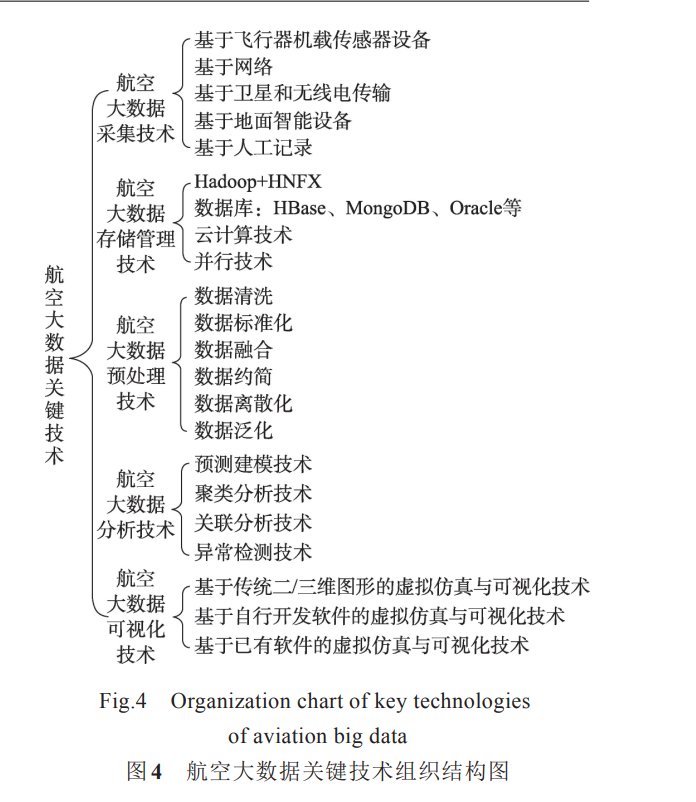 航空大数据关键技术
航空
大数据
采集技术
基于飞行器机载传感器设备
基于网络
基于卫星和无线电传输
基于地面智能设备
基于人工记录
航空
大数据
存储管理
技术
Hadoop+HNFX
数据库：HBase、MongoDB、Oracle等
云计算技术
并行技术
航空
大数据
预处理
技术
数据清洗
数据标准化
数据融合
数据约简
数据离散化
数据泛化
航空
大数据
分析技术
预测建模技术
聚类分析技术
关联分析技术
异常检测技术
航空
大数据
可视化
技术
基于传统二/三维图形的虚拟仿真与可视化技术
基于自行开发软件的虚拟仿真与可视化技术
基于已有软件的虚拟仿真与可视化技术
Fig.4 Organization chart of key technologies
of aviation big data
图4 航空大数据关键技术组织结构图